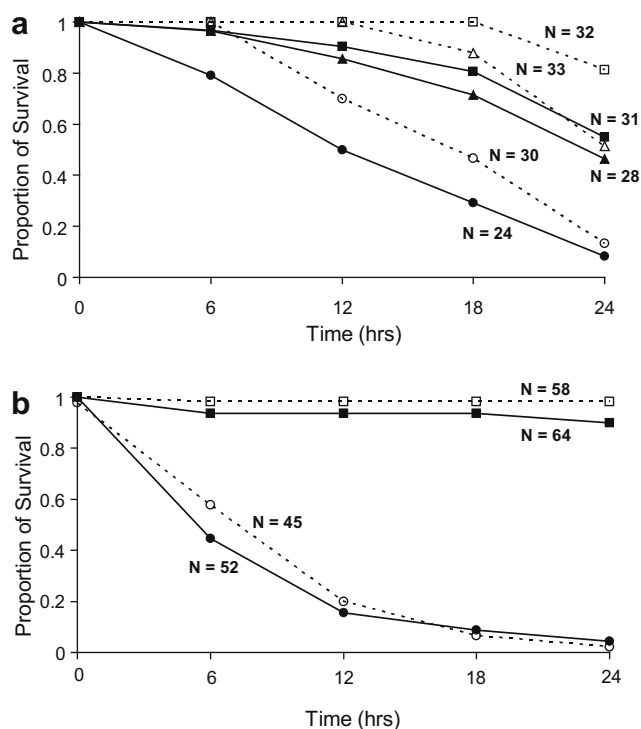 a
Proportion of Survival
1
0.8
0.6
0.4
0.2
0
N = 32
N = 33
N = 31
N = 30
N = 28
N = 24
0 6 12 18 24
Time (hrs)
b
Proportion of Survival
1
0.8
0.6
0.4
0.2
0
N = 58
N = 64
N = 45
N = 52
0 6 12 18 24
Time (hrs)